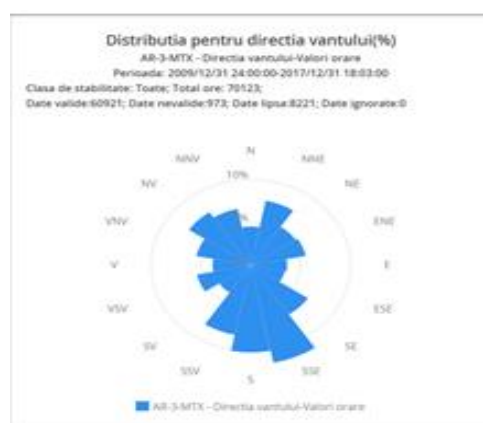 Distributia pentru directia vantului(%)
AR-3-MTX - Directia vantului-Valori orare
Perioada: 2009/12/31 24:00:00-2017/12/31 18:03:00
Clasa de stabilitate: Toate; Total ore: 70123;
Date valide:60921; Date nevalide:973; Date lipsa:8221; Date ignorate:0
N
NNV NNE
10%
NV NE
VNV ENE
V E
VSV ESE
SV SE
SSV SSE
S
AR-3-MTX - Directia vantului-Valori orare